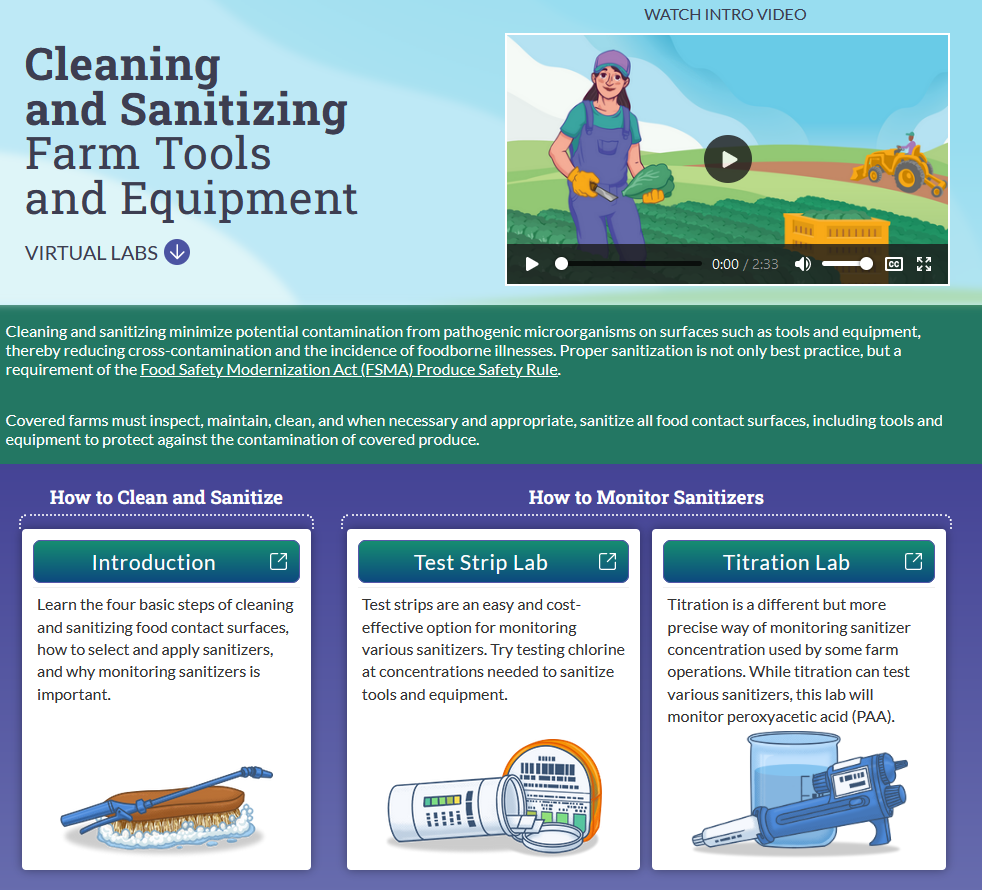 WATCH INTRO VIDEO
Cleaning
and Sanitizing
Farm Tools
and Equipment
VIRTUAL LABS
0:00 / 2:33
CC
Cleaning and sanitizing minimize potential contamination from pathogenic microorganisms on surfaces such as tools and equipment,
thereby reducing cross-contamination and the incidence of foodborne illnesses. Proper sanitization is not only best practice, but a
requirement of the Food Safety Modernization Act (FSMA) Produce Safety Rule.
Covered farms must inspect, maintain, clean, and when necessary and appropriate, sanitize all food contact surfaces, including tools and
equipment to protect against the contamination of covered produce.
How to Clean and Sanitize
How to Monitor Sanitizers
Introduction
Learn the four basic steps of cleaning
and sanitizing food contact surfaces,
how to select and apply sanitizers,
and why monitoring sanitizers is
important.
Test Strip Lab
Test strips are an easy and cost-
effective option for monitoring
various sanitizers. Try testing chlorine
at concentrations needed to sanitize
tools and equipment.
Titration Lab
Titration is a different but more
precise way of monitoring sanitizer
concentration used by some farm
operations. While titration can test
various sanitizers, this lab will
monitor peroxyacetic acid (PAA).